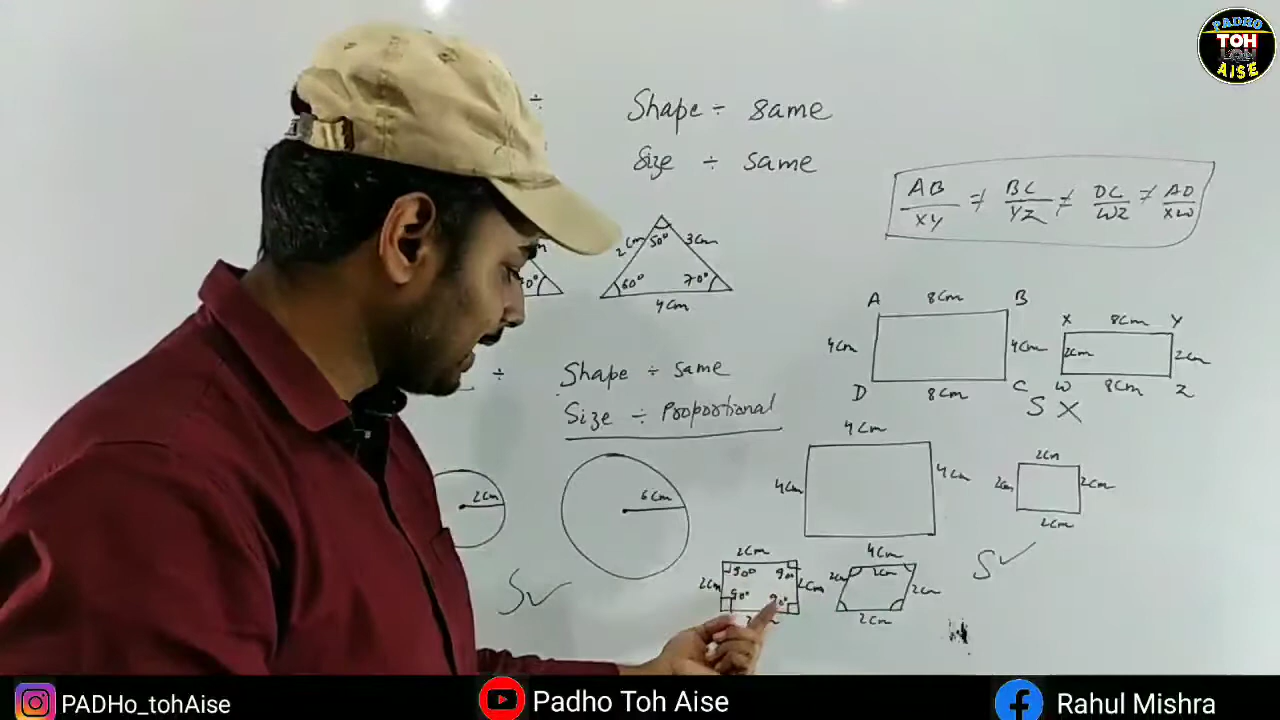 PADHO
TOH
AISE
÷
Shape ÷ same
Size ÷ same
AB/XY ≠ BC/YZ ≠ DC/WZ ≠ AD/XW
2cm
50°
3cm
60°
70°
4cm
A
8cm
B
4cm
4cm
D
8cm
C
X
8cm
Y
2cm
2cm
W
8cm
Z
S X
÷
Shape ÷ same
Size ÷ Proportional
2cm
6cm
S✓
4cm
4cm
4cm
2cm
2cm
2cm
2cm
S✓
2cm
90°
90°
2cm
2cm
90°
90°
4cm
2cm
2cm
2cm
2cm
PADHo_tohAise
Padho Toh Aise
Rahul Mishra